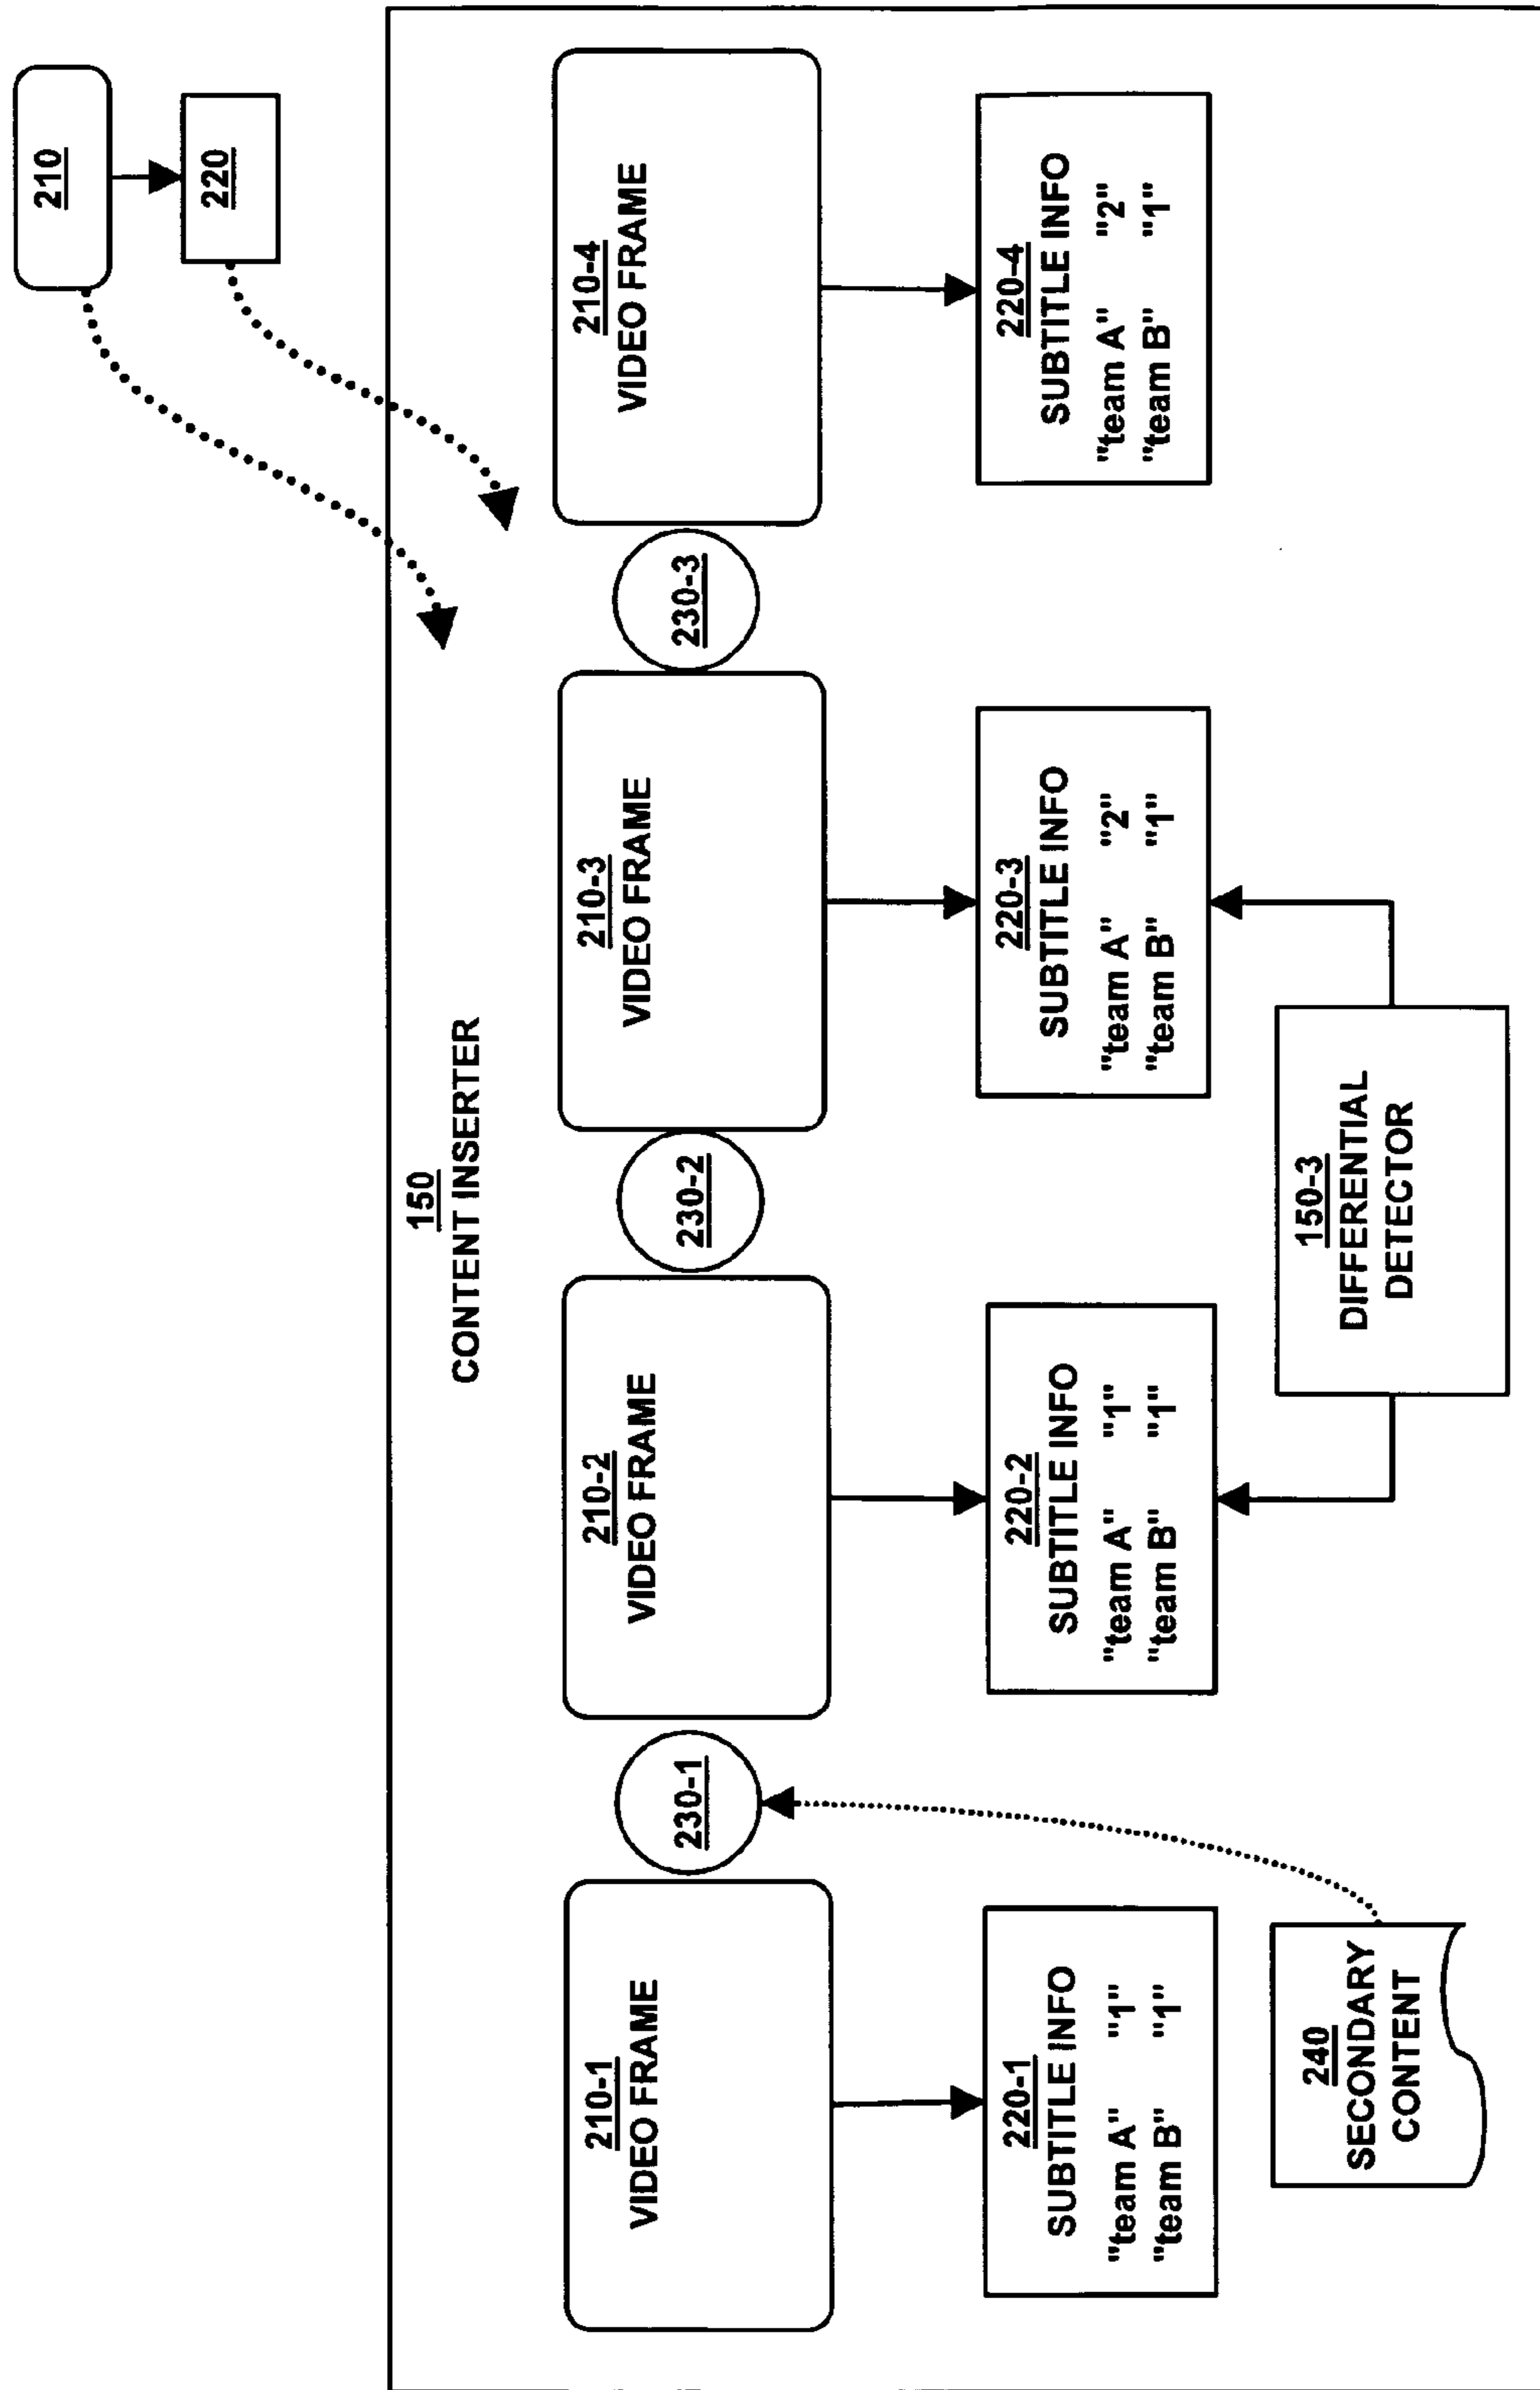 210
220
150
CONTENT INSERTER
210-1
VIDEO FRAME
230-1
210-2
VIDEO FRAME
230-2
210-3
VIDEO FRAME
230-3
210-4
VIDEO FRAME
220-1
SUBTITLE INFO
"team A" "1"
"team B" "1"
220-2
SUBTITLE INFO
"team A" "1"
"team B" "1"
220-3
SUBTITLE INFO
"team A" "2"
"team B" "1"
220-4
SUBTITLE INFO
"team A" "2"
"team B" "1"
240
SECONDARY
CONTENT
150-3
DIFFERENTIAL
DETECTOR